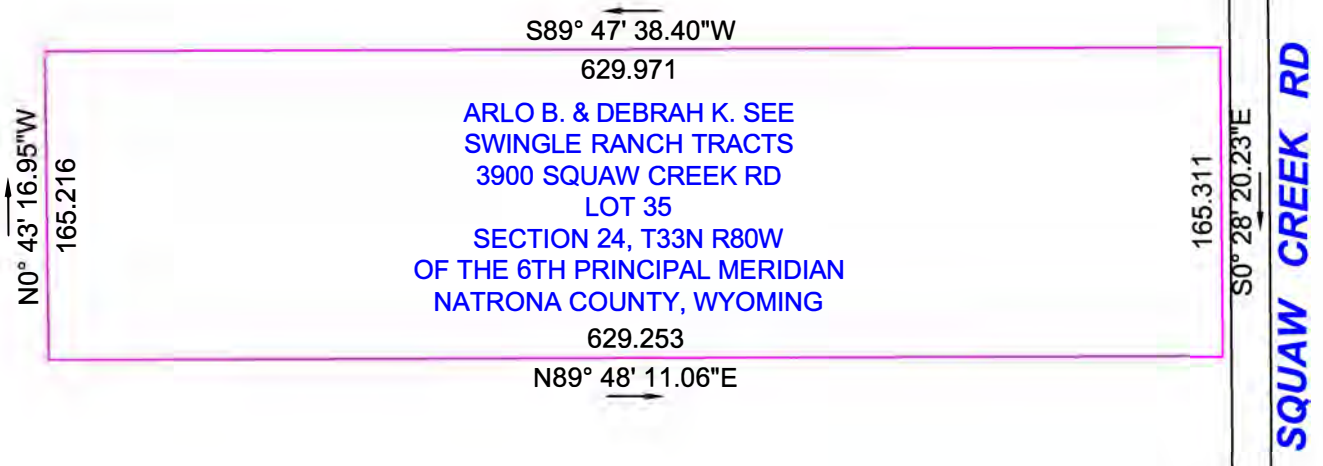 S89° 47' 38.40"W
629.971
N0° 43' 16.95"W
165.216
ARLO B. & DEBRAH K. SEE
SWINGLE RANCH TRACTS
3900 SQUAW CREEK RD
LOT 35
SECTION 24, T33N R80W
OF THE 6TH PRINCIPAL MERIDIAN
NATRONA COUNTY, WYOMING
165.311
S0° 28' 20.23"E
SQUAW CREEK RD
629.253
N89° 48' 11.06"E